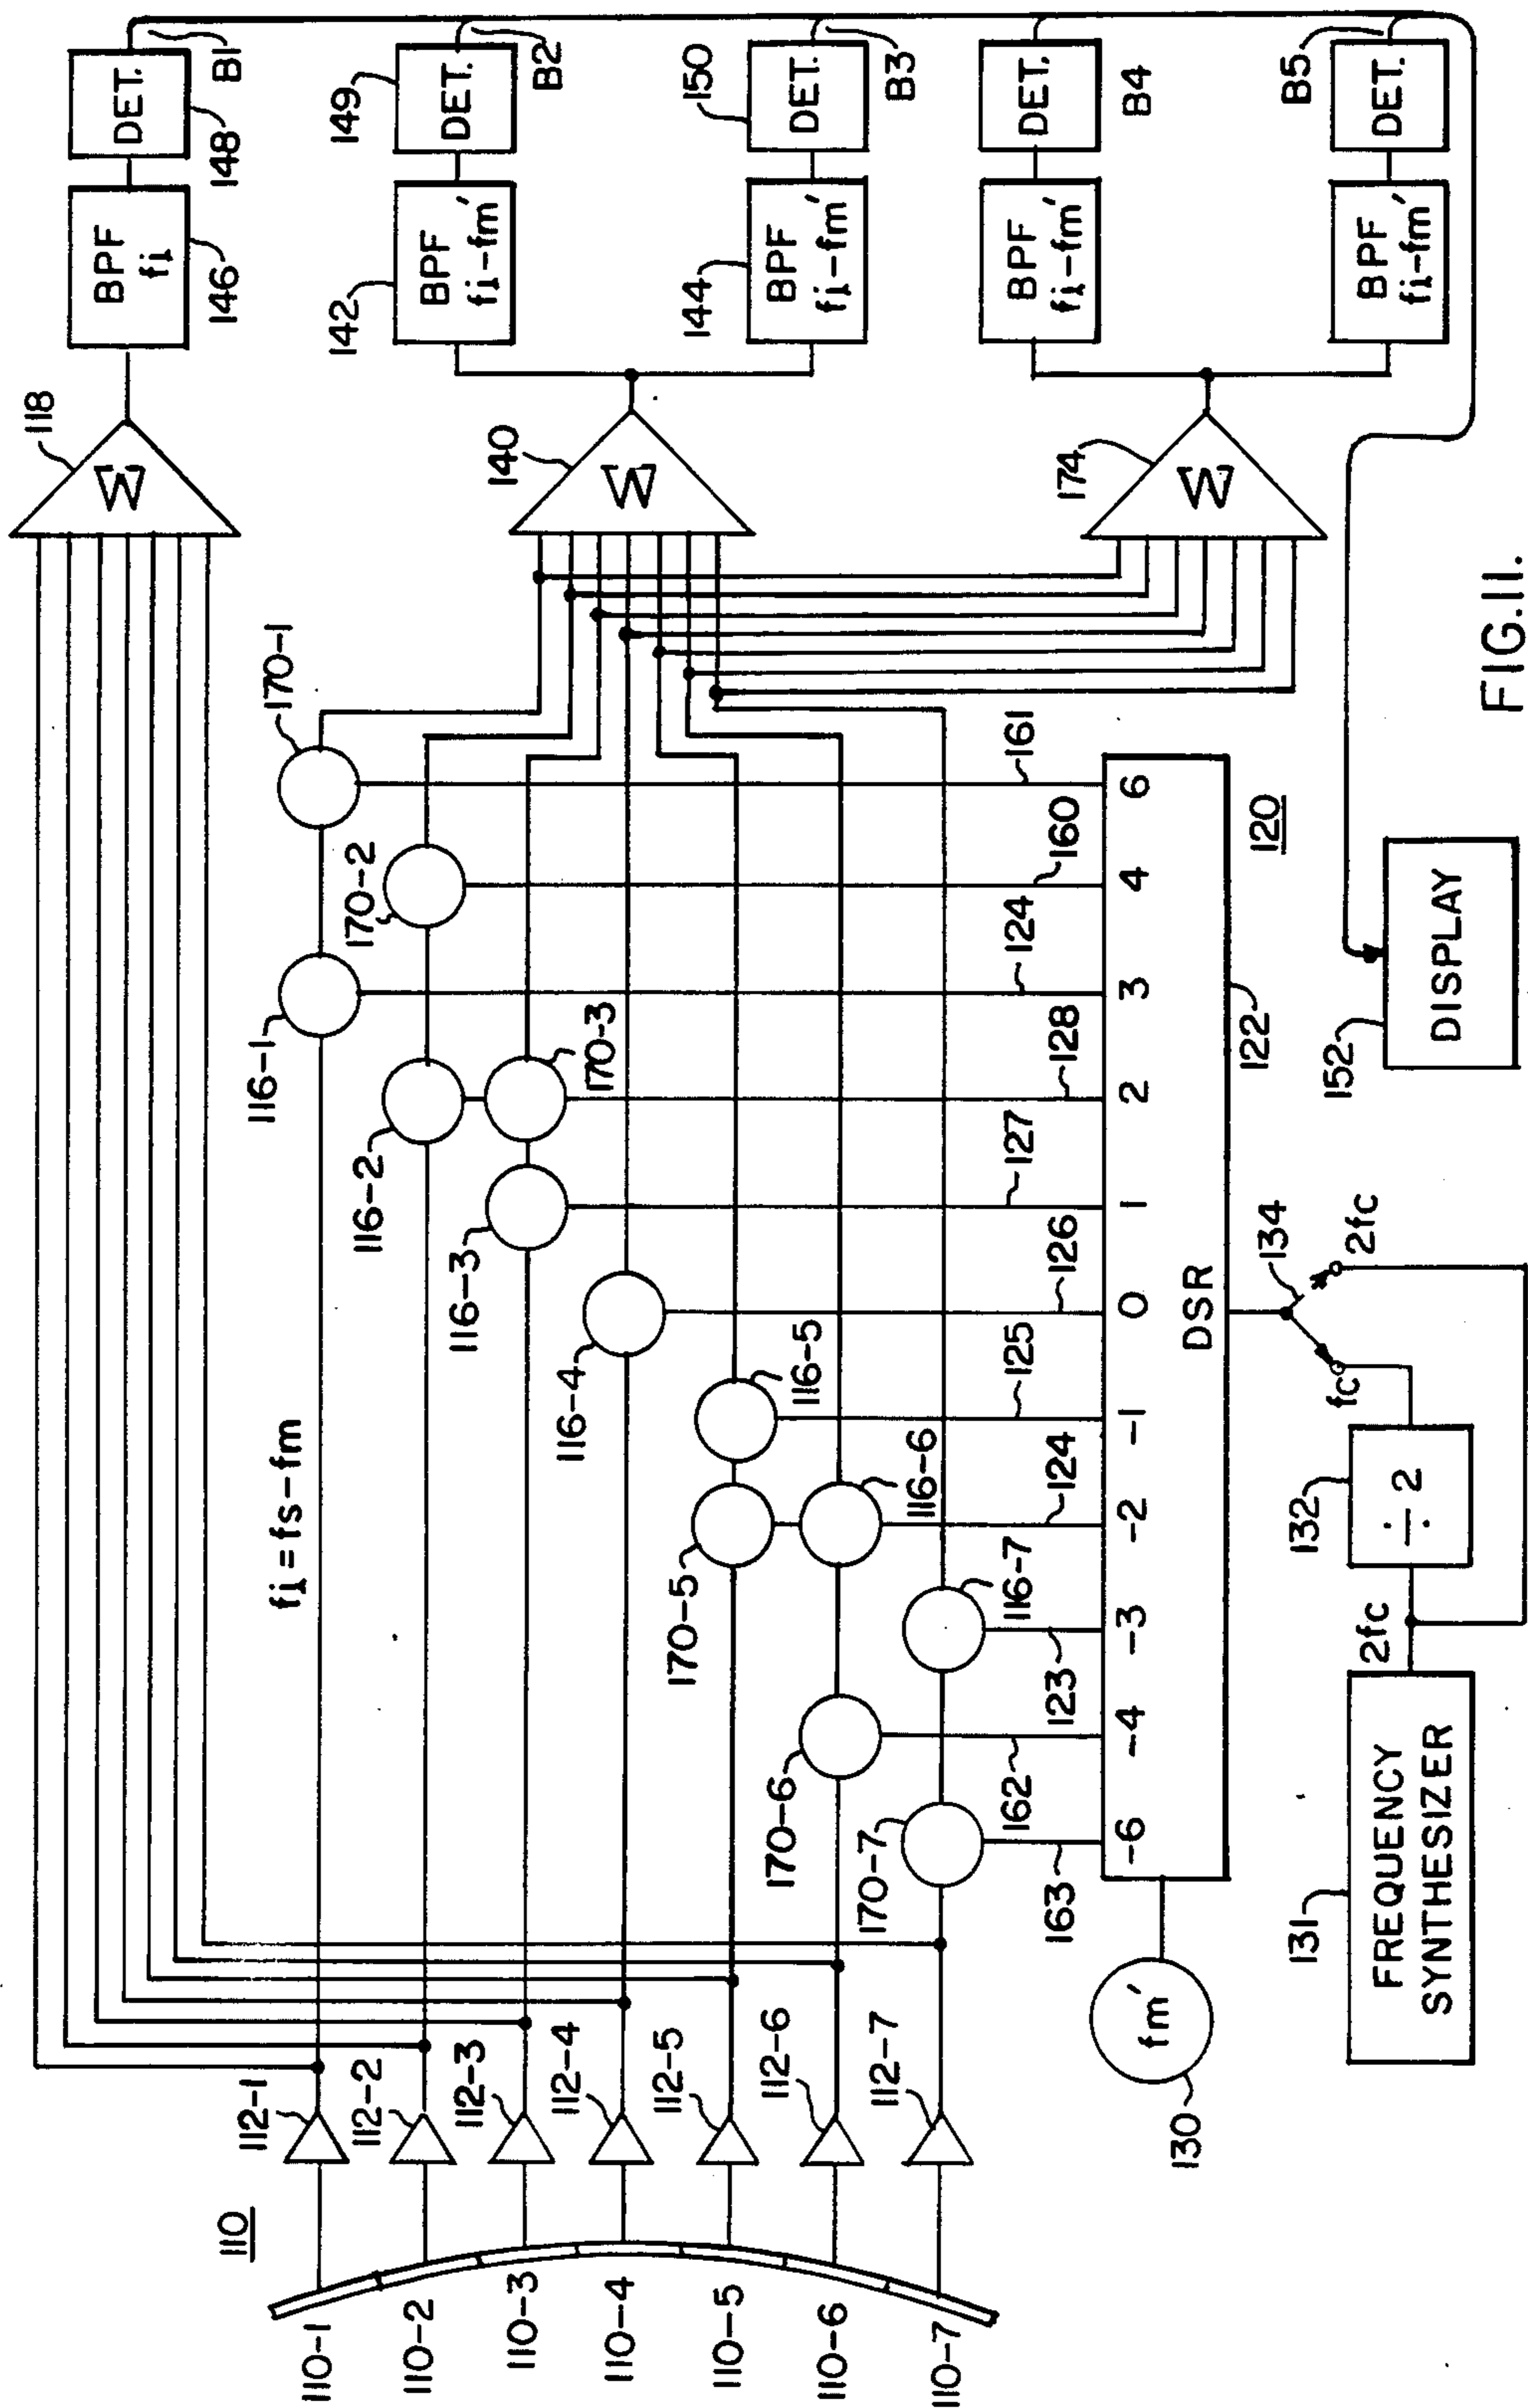 118
W
BPF
fi
146
DET.
148
B1
170-1
116-1
fi = fs-fm
112-1
110
110-1
140
W
142
BPF
fi-fm'
149
DET.
B2
170-2
116-2
112-2
110-2
144
BPF
fi-fm'
150
DET.
B3
170-3
116-3
112-3
110-3
116-4
112-4
110-4
116-5
170-5
112-5
110-5
116-6
170-6
112-6
110-6
116-7
170-7
112-7
110-7
174
W
BPF
fi-fm'
DET.
B4
BPF
fi-fm'
DET.
B5
163
162
123
124
125
126
127
128
124
160
161
-6
-4
-3
-2
-1
0
1
2
3
4
6
DSR
120
122
fm'
130
134
fc
2fc
132
÷ 2
2fc
131
FREQUENCY
SYNTHESIZER
152
DISPLAY
FIG.11.